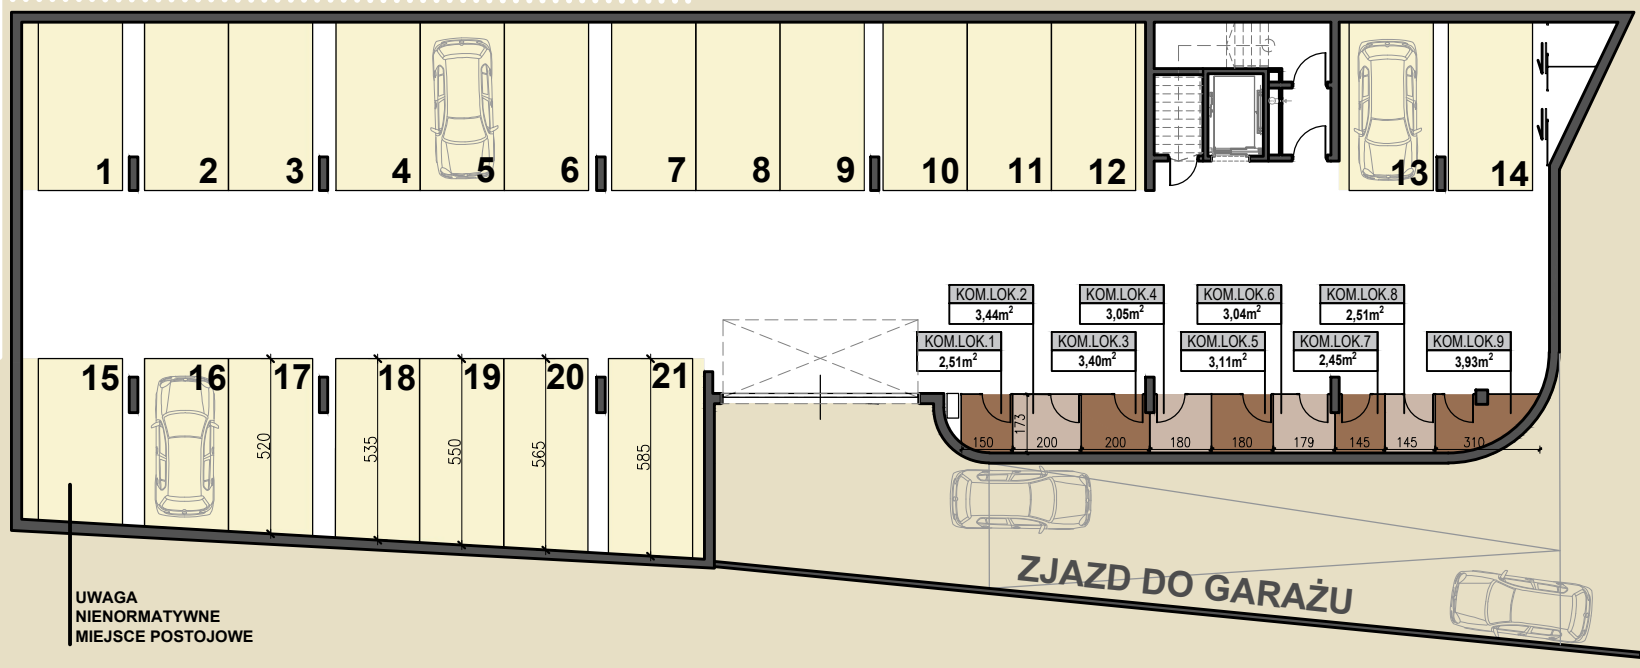 1
2
3
4
5
6
7
8
9
10
11
12
13
14
KOM.LOK.2
3,44m²
KOM.LOK.4
3,05m²
KOM.LOK.6
3,04m²
KOM.LOK.8
2,51m²
KOM.LOK.1
2,51m²
KOM.LOK.3
3,40m²
KOM.LOK.5
3,11m²
KOM.LOK.7
2,45m²
KOM.LOK.9
3,93m²
15
16
17
18
19
20
21
520
535
550
565
585
173
150
200
200
180
180
179
145
145
310
ZJAZD DO GARAŻU
UWAGA
NIENORMATYWNE
MIEJSCE POSTOJOWE